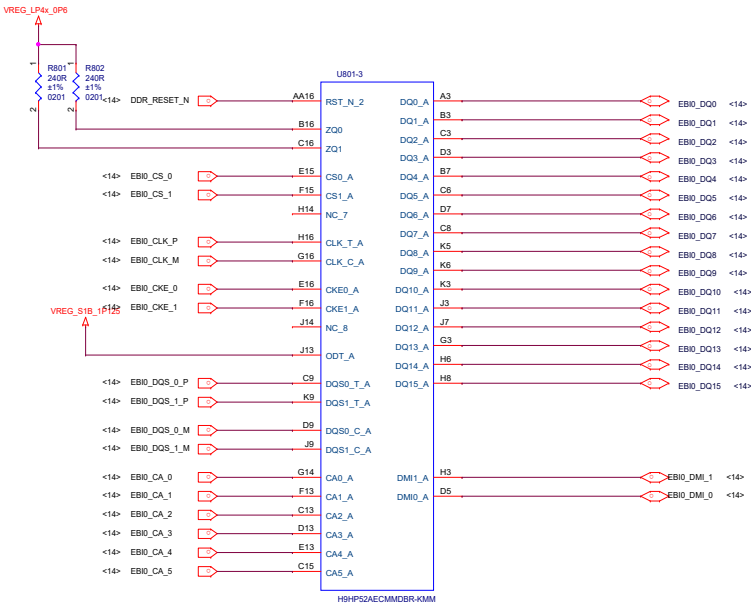 VREG_LP4x_0P6
R801
240R
±1%
0201
1
2
R802
240R
±1%
0201
1
2
U801-3
<14> DDR_RESET_N AA16 RST_N_2
B16 ZQ0
C16 ZQ1
<14> EBI0_CS_0 E15 CS0_A
<14> EBI0_CS_1 F15 CS1_A
H14 NC_7
<14> EBI0_CLK_P H16 CLK_T_A
<14> EBI0_CLK_M G16 CLK_C_A
<14> EBI0_CKE_0 E16 CKE0_A
<14> EBI0_CKE_1 F16 CKE1_A
VREG_S1B_1P125
J14 NC_8
J13 ODT_A
<14> EBI0_DQS_0_P C9 DQS0_T_A
<14> EBI0_DQS_1_P K9 DQS1_T_A
<14> EBI0_DQS_0_M D9 DQS0_C_A
<14> EBI0_DQS_1_M J9 DQS1_C_A
<14> EBI0_CA_0 G14 CA0_A
<14> EBI0_CA_1 F13 CA1_A
<14> EBI0_CA_2 C13 CA2_A
<14> EBI0_CA_3 D13 CA3_A
<14> EBI0_CA_4 E13 CA4_A
<14> EBI0_CA_5 C15 CA5_A
DQ0_A A3 EBI0_DQ0 <14>
DQ1_A B3 EBI0_DQ1 <14>
DQ2_A C3 EBI0_DQ2 <14>
DQ3_A D3 EBI0_DQ3 <14>
DQ4_A B7 EBI0_DQ4 <14>
DQ5_A C6 EBI0_DQ5 <14>
DQ6_A D7 EBI0_DQ6 <14>
DQ7_A C8 EBI0_DQ7 <14>
DQ8_A K5 EBI0_DQ8 <14>
DQ9_A K6 EBI0_DQ9 <14>
DQ10_A K3 EBI0_DQ10 <14>
DQ11_A J3 EBI0_DQ11 <14>
DQ12_A J7 EBI0_DQ12 <14>
DQ13_A G3 EBI0_DQ13 <14>
DQ14_A H6 EBI0_DQ14 <14>
DQ15_A H8 EBI0_DQ15 <14>
DMI1_A H3 EBI0_DMI_1 <14>
DMI0_A D5 EBI0_DMI_0 <14>
H9HP52AECMMDBR-KMM